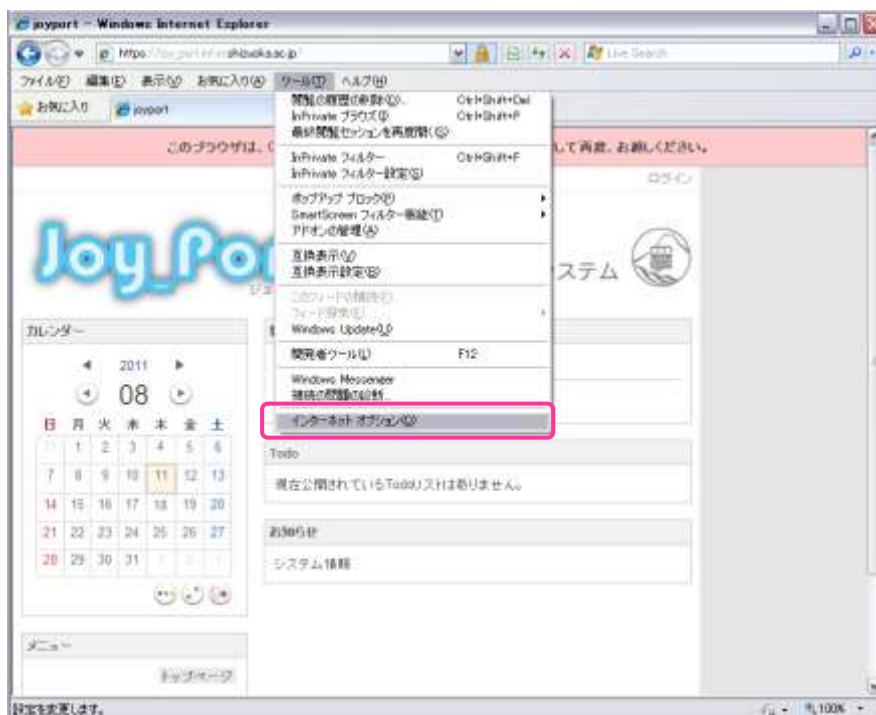 joyport - Windows Internet Explorer
Live Search
ファイル(F) 編集(E) 表示(V) お気に入り(A) ツール(T) ヘルプ(H)
お気に入り joyport
閲覧の履歴の削除(D)... Ctrl+Shift+Del
InPrivate ブラウズ(I) Ctrl+Shift+P
最終閲覧セッションを再度開く(S)
InPrivate フィルター Ctrl+Shift+F
InPrivate フィルター設定(S)
ポップアップ ブロック(P)
SmartScreen フィルター機能(T)
アドオンの管理(A)
互換表示(V)
互換表示設定(B)
Windows Update(U)
開発者ツール(L) F12
Windows Messenger
接続の問題の診断...
インターネット オプション(O)
このブラウザは、
して再度、お越しください。
ログイン
Joy_Po
ステム
カレンダー
2011
08
日 月 火 水 木 金 土
1 2 3 4 5 6
7 8 9 10 11 12 13
14 15 16 17 18 19 20
21 22 23 24 25 26 27
28 29 30 31
メニュー
トップページ
Todo
現在公開されているTodoリストはありません。
お知らせ
システム情報
設定を変更します。
100%